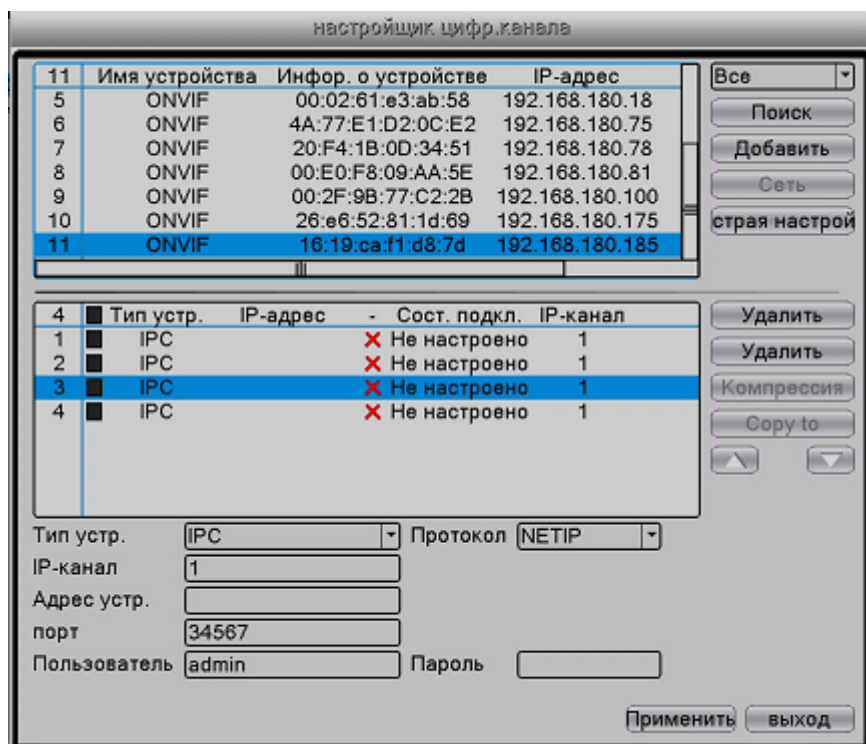 настройщик цифр.канала
11 Имя устройства Инфор. о устройстве IP-адрес
5 ONVIF 00:02:61:e3:ab:58 192.168.180.18
6 ONVIF 4A:77:E1:D2:0C:E2 192.168.180.75
7 ONVIF 20:F4:1B:0D:34:51 192.168.180.78
8 ONVIF 00:E0:F8:09:AA:5E 192.168.180.81
9 ONVIF 00:2F:9B:77:C2:2B 192.168.180.100
10 ONVIF 26:e6:52:81:1d:69 192.168.180.175
11 ONVIF 16:19:ca:f1:d8:7d 192.168.180.185
Все
Поиск
Добавить
Сеть
страя настрой
4 Тип устр. IP-адрес - Сост. подкл. IP-канал
1 IPC Не настроено 1
2 IPC Не настроено 1
3 IPC Не настроено 1
4 IPC Не настроено 1
Удалить
Удалить
Компрессия
Copy to
Тип устр. IPC Протокол NETIP
IP-канал 1
Адрес устр.
порт 34567
Пользователь admin Пароль
Применить выход